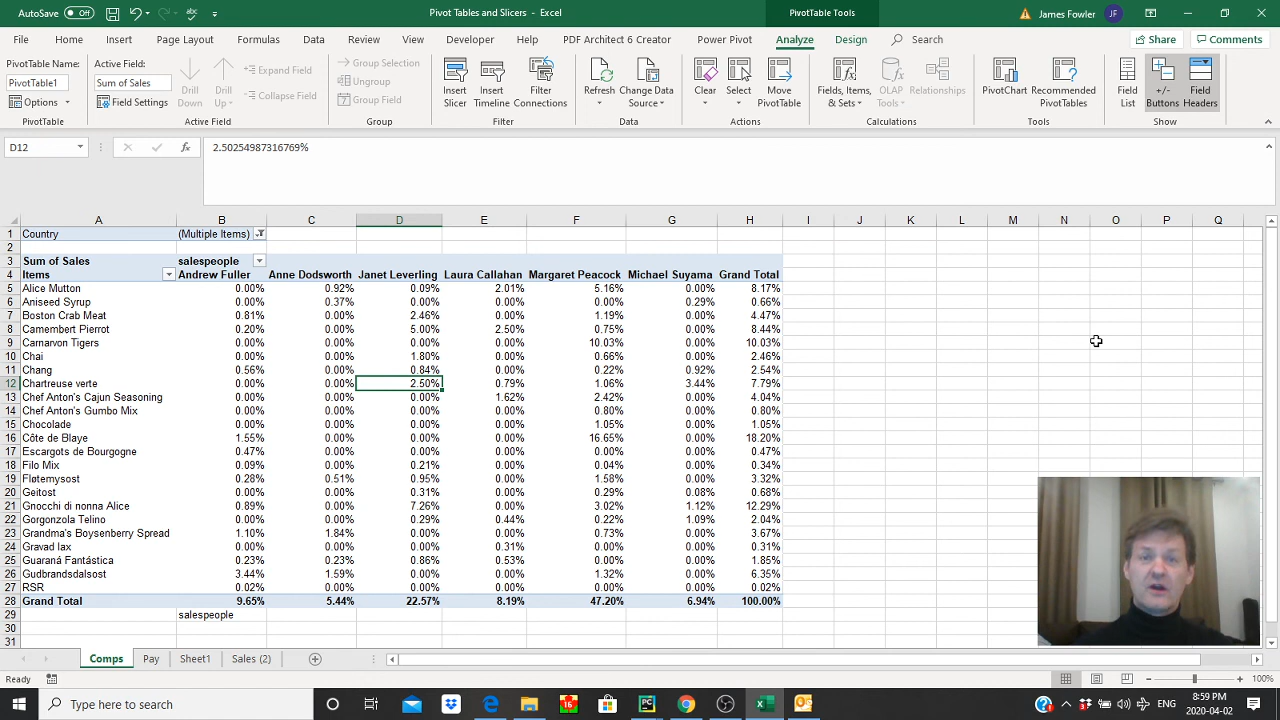 AutoSave Off Pivot Tables and Slicers - Excel PivotTable Tools James Fowler JF
File Home Insert Page Layout Formulas Data Review View Developer Help PDF Architect 6 Creator Power Pivot Analyze Design Search Share Comments
PivotTable Name: Active Field:
PivotTable1 Sum of Sales
Options Field Settings
Drill Down Drill Up
Expand Field
Collapse Field
Group Selection
Ungroup
Group Field
Insert Slicer Insert Timeline Filter Connections
Refresh Change Data Source
Clear Select Move PivotTable
Fields, Items, & Sets OLAP Tools Relationships
PivotChart Recommended PivotTables
Field List +/- Buttons Field Headers
PivotTable Active Field Group Filter Data Actions Calculations Tools Show
D12 fx 2.50254987316769%
A B C D E F G H I J K L M N O P Q
1 Country (Multiple Items)
2
3 Sum of Sales salespeople
4 Items Andrew Fuller Anne Dodsworth Janet Leverling Laura Callahan Margaret Peacock Michael Suyama Grand Total
5 Alice Mutton 0.00% 0.92% 0.09% 2.01% 5.16% 0.00% 8.17%
6 Aniseed Syrup 0.00% 0.37% 0.00% 0.00% 0.00% 0.29% 0.66%
7 Boston Crab Meat 0.81% 0.00% 2.46% 0.00% 1.19% 0.00% 4.47%
8 Camembert Pierrot 0.20% 0.00% 5.00% 2.50% 0.75% 0.00% 8.44%
9 Carnarvon Tigers 0.00% 0.00% 0.00% 0.00% 10.03% 0.00% 10.03%
10 Chai 0.00% 0.00% 1.80% 0.00% 0.66% 0.00% 2.46%
11 Chang 0.56% 0.00% 0.84% 0.00% 0.22% 0.92% 2.54%
12 Chartreuse verte 0.00% 0.00% 2.50% 0.79% 1.06% 3.44% 7.79%
13 Chef Anton's Cajun Seasoning 0.00% 0.00% 0.00% 1.62% 2.42% 0.00% 4.04%
14 Chef Anton's Gumbo Mix 0.00% 0.00% 0.00% 0.00% 0.80% 0.00% 0.80%
15 Chocolade 0.00% 0.00% 0.00% 0.00% 1.05% 0.00% 1.05%
16 Côte de Blaye 1.55% 0.00% 0.00% 0.00% 16.65% 0.00% 18.20%
17 Escargots de Bourgogne 0.47% 0.00% 0.00% 0.00% 0.00% 0.00% 0.47%
18 Filo Mix 0.09% 0.00% 0.21% 0.00% 0.04% 0.00% 0.34%
19 Fløtemysost 0.28% 0.51% 0.95% 0.00% 1.58% 0.00% 3.32%
20 Geitost 0.00% 0.00% 0.31% 0.00% 0.29% 0.08% 0.68%
21 Gnocchi di nonna Alice 0.89% 0.00% 7.26% 0.00% 3.02% 1.12% 12.29%
22 Gorgonzola Telino 0.00% 0.00% 0.29% 0.44% 0.22% 1.09% 2.04%
23 Grandma's Boysenberry Spread 1.10% 1.84% 0.00% 0.00% 0.73% 0.00% 3.67%
24 Gravad lax 0.00% 0.00% 0.00% 0.31% 0.00% 0.00% 0.31%
25 Guaraná Fantástica 0.23% 0.23% 0.86% 0.53% 0.00% 0.00% 1.85%
26 Gudbrandsdalsost 3.44% 1.59% 0.00% 0.00% 1.32% 0.00% 6.35%
27 RSR 0.02% 0.00% 0.00% 0.00% 0.00% 0.00% 0.02%
28 Grand Total 9.65% 5.44% 22.57% 8.19% 47.20% 6.94% 100.00%
29 salespeople
30
31
Comps Pay Sheet1 Sales (2)
Ready 100%
Type here to search ENG 8:59 PM
2020-04-02